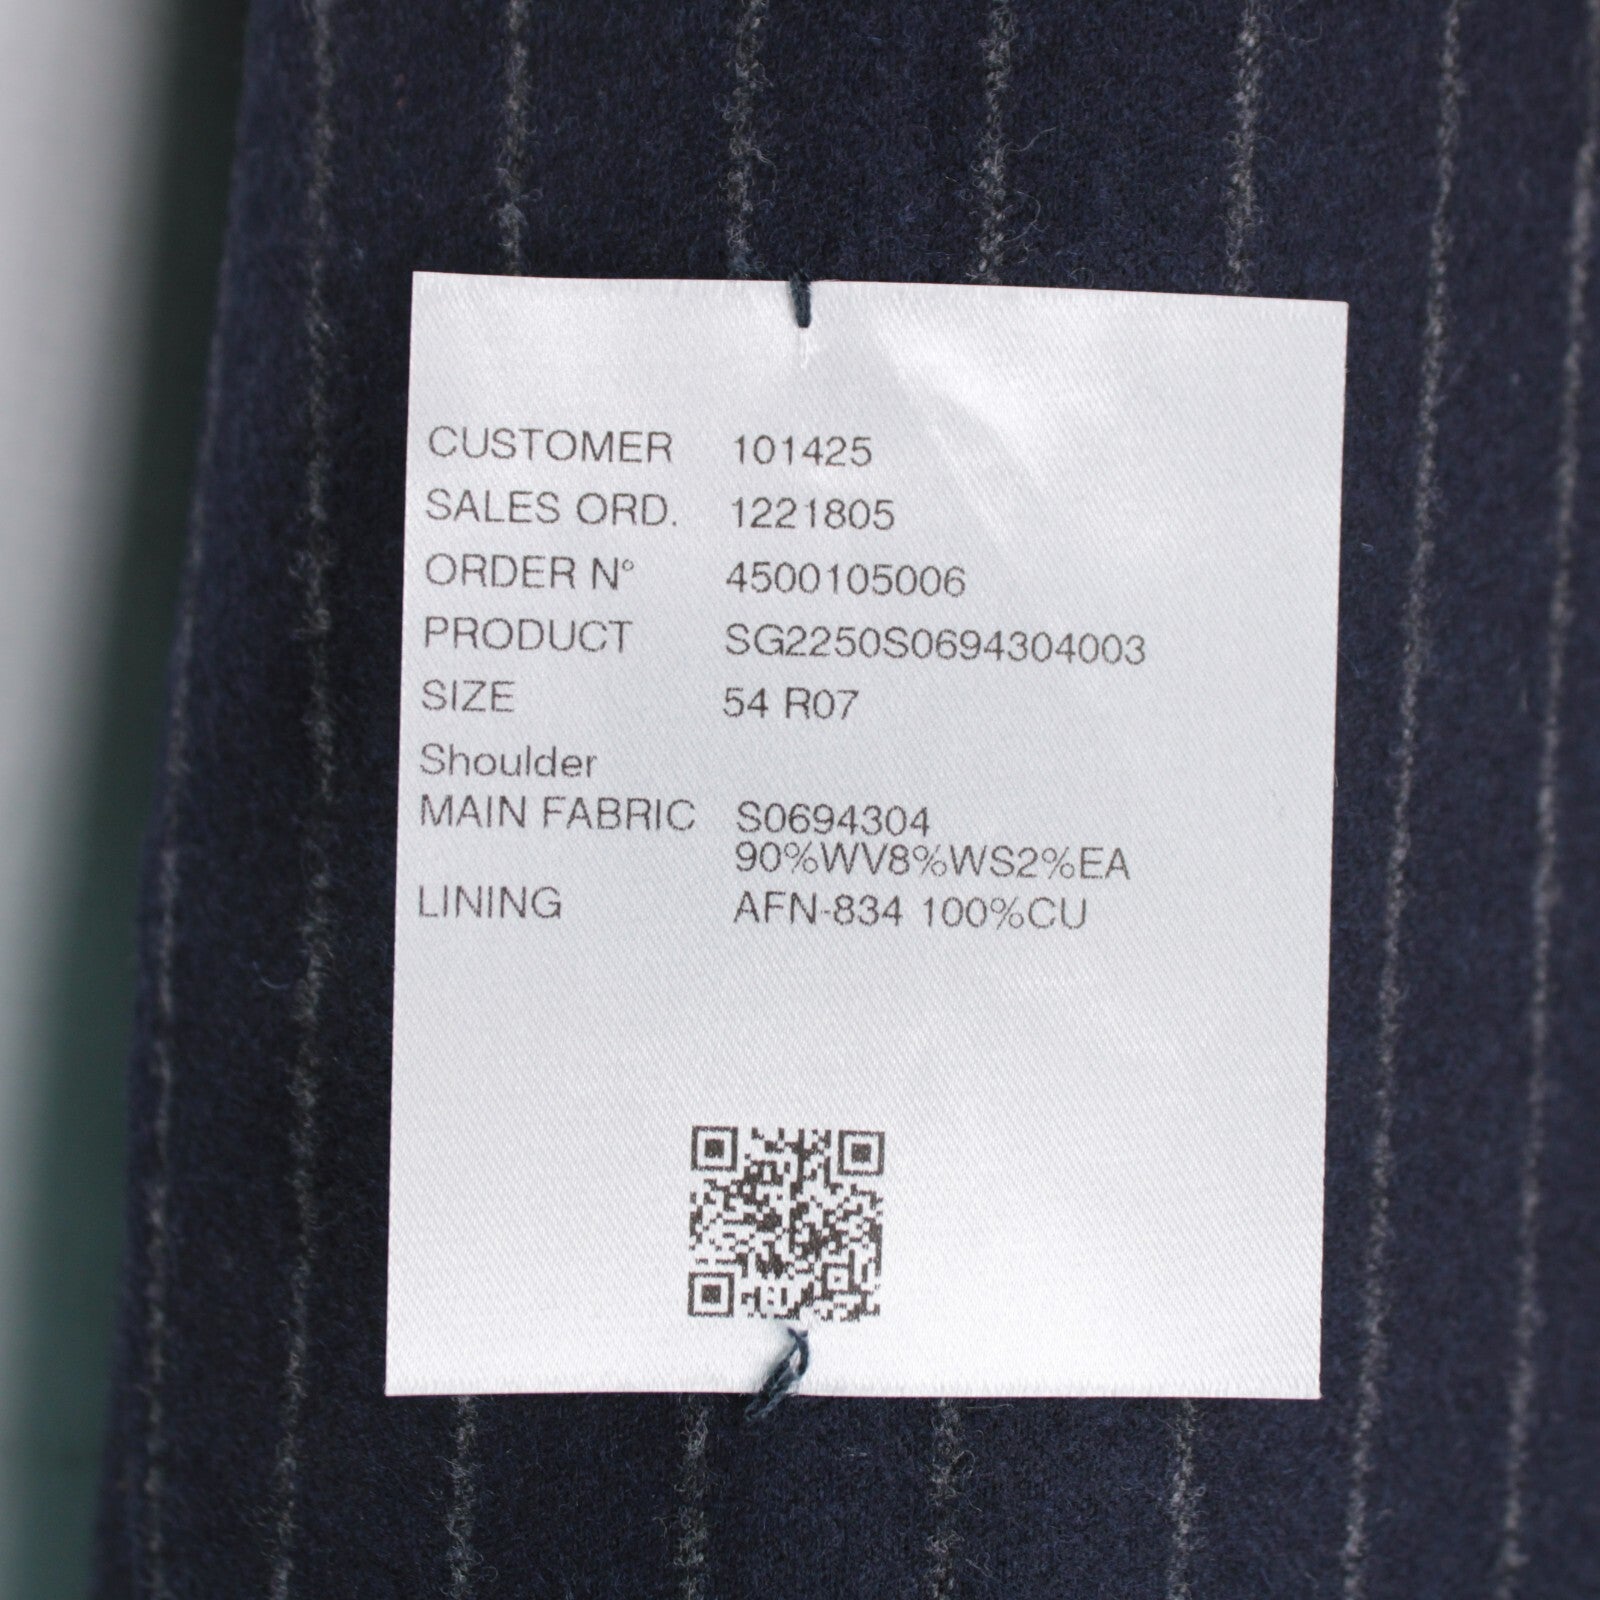 CUSTOMER 101425
SALES ORD. 1221805
ORDER N° 4500105006
PRODUCT SG2250S0694304003
SIZE 54 R07
Shoulder
MAIN FABRIC S0694304
90%WV8%WS2%EA
LINING AFN-834 100%CU